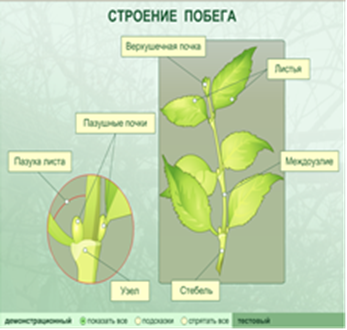 СТРОЕНИЕ ПОБЕГА
Верхушечная почка
Листья
Пазушные почки
Пазуха листа
Междоузлие
Узел
Стебель
демонстрационный показать все подсказки спрятать все тестовый